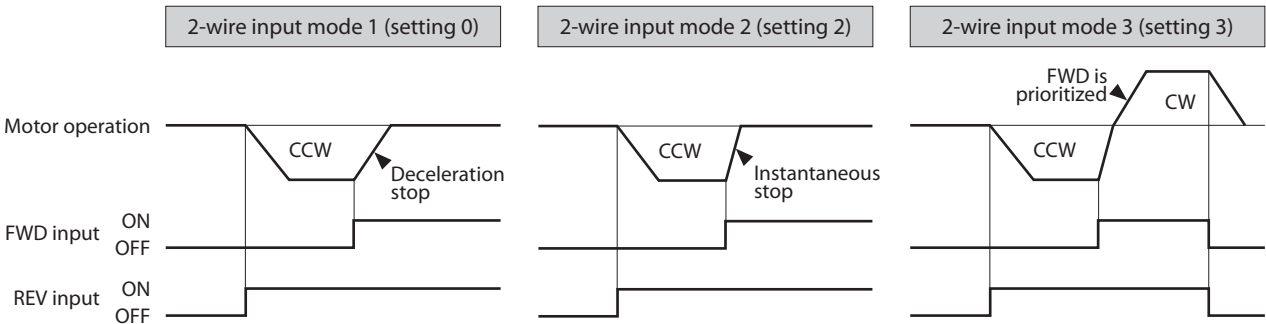 2-wire input mode 1 (setting 0)
2-wire input mode 2 (setting 2)
2-wire input mode 3 (setting 3)
Motor operation
CCW
Deceleration
stop
CCW
Instantaneous
stop
FWD is
prioritized
CW
CCW
FWD input
ON
OFF
REV input
ON
OFF